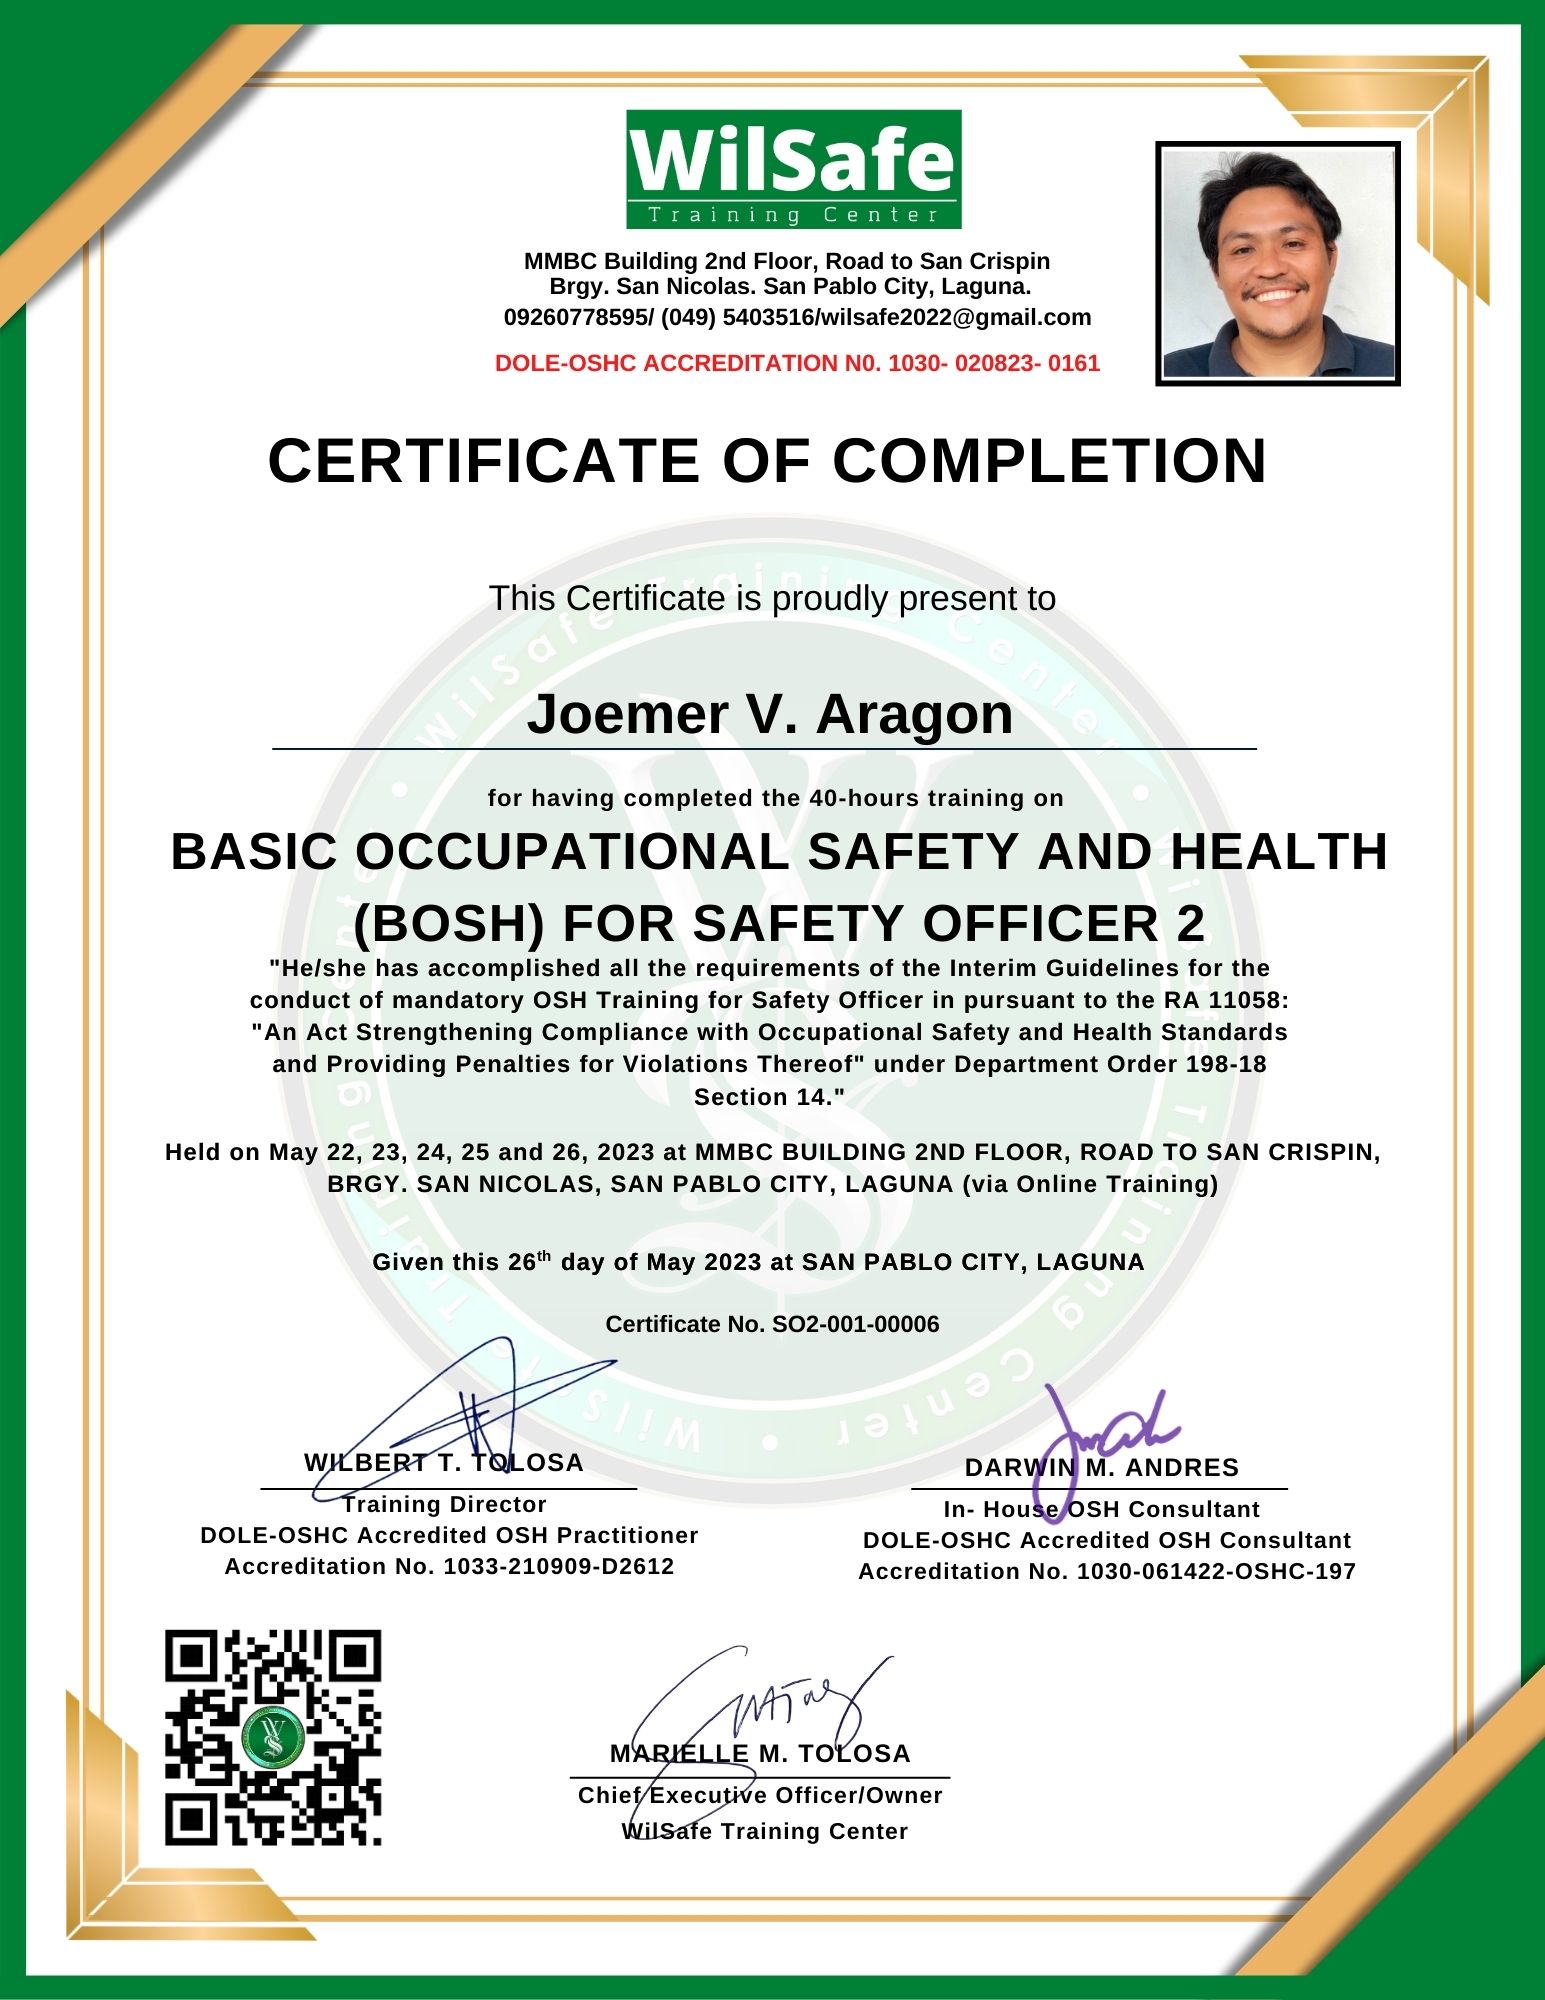 WilSafe
Training Center
MMBC Building 2nd Floor, Road to San Crispin
Brgy. San Nicolas. San Pablo City, Laguna.
09260778595/ (049) 5403516/wilsafe2022@gmail.com
DOLE-OSHC ACCREDITATION N0. 1030- 020823- 0161
CERTIFICATE OF COMPLETION
This Certificate is proudly present to
Joemer V. Aragon
for having completed the 40-hours training on
BASIC OCCUPATIONAL SAFETY AND HEALTH
(BOSH) FOR SAFETY OFFICER 2
"He/she has accomplished all the requirements of the Interim Guidelines for the
conduct of mandatory OSH Training for Safety Officer in pursuant to the RA 11058:
"An Act Strengthening Compliance with Occupational Safety and Health Standards
and Providing Penalties for Violations Thereof" under Department Order 198-18
Section 14."
Held on May 22, 23, 24, 25 and 26, 2023 at MMBC BUILDING 2ND FLOOR, ROAD TO SAN CRISPIN,
BRGY. SAN NICOLAS, SAN PABLO CITY, LAGUNA (via Online Training)
Given this 26th day of May 2023 at SAN PABLO CITY, LAGUNA
Certificate No. SO2-001-00006
WILBERT T. TOLOSA
Training Director
DOLE-OSHC Accredited OSH Practitioner
Accreditation No. 1033-210909-D2612
DARWIN M. ANDRES
In- House OSH Consultant
DOLE-OSHC Accredited OSH Consultant
Accreditation No. 1030-061422-OSHC-197
MARIELLE M. TOLOSA
Chief Executive Officer/Owner
WilSafe Training Center
WilSafe Training Center • WilSafe Training Center • WilSafe Training Center •